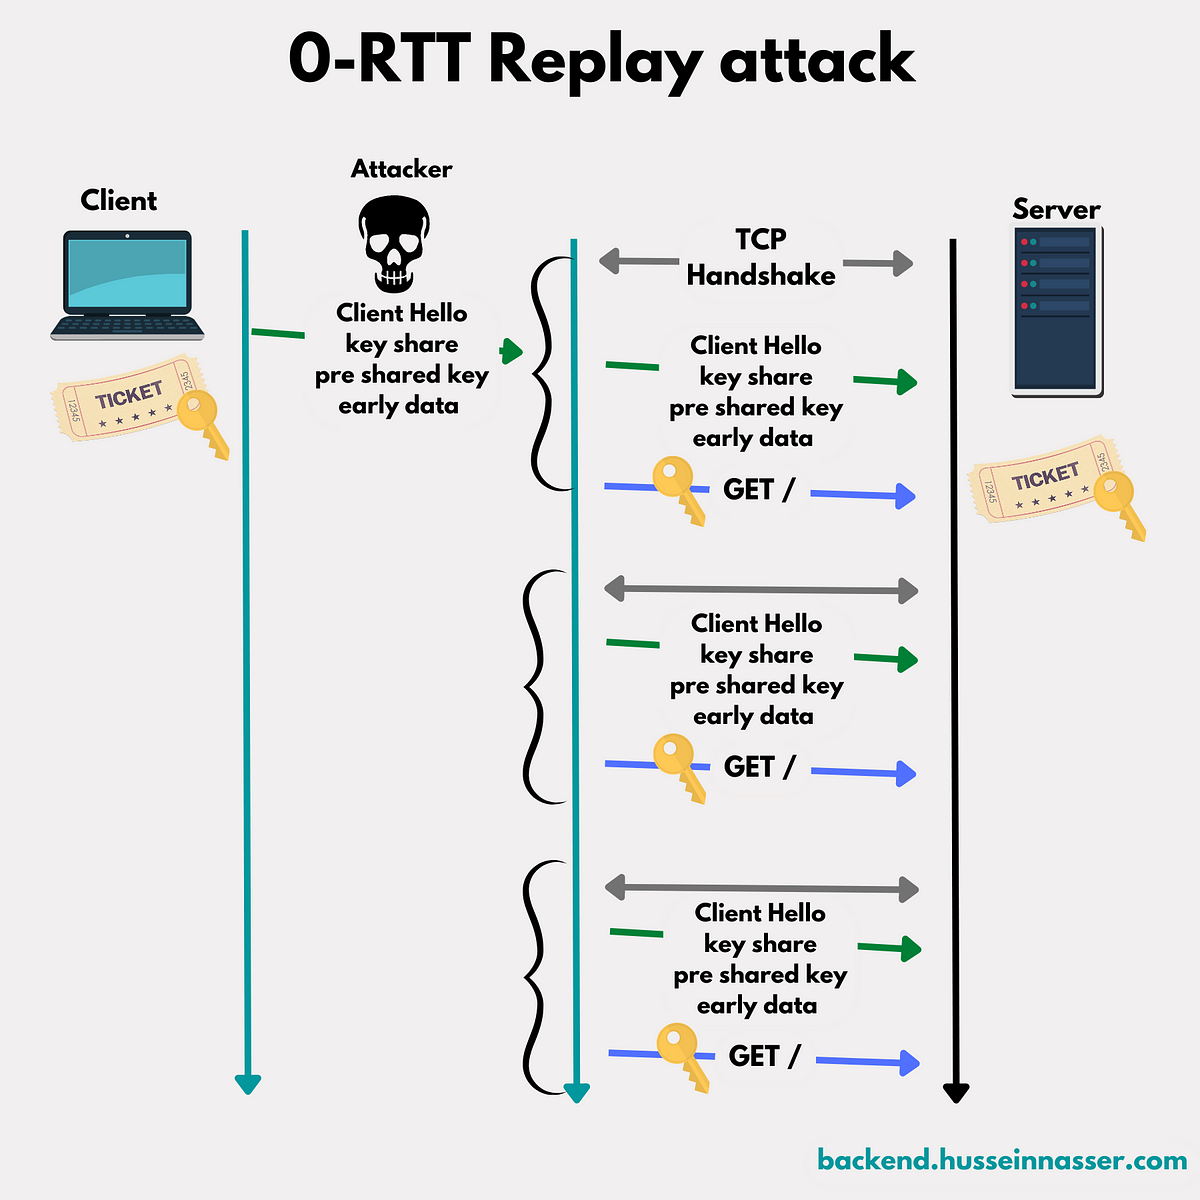 0-RTT Replay attack
Attacker
Client
Server
TCP
Handshake
Client Hello
key share
pre shared key
early data
Client Hello
key share
pre shared key
early data
TICKET
12345
2345
GET /
TICKET
12345
2345
Client Hello
key share
pre shared key
early data
GET /
Client Hello
key share
pre shared key
early data
GET /
backend.husseinnasser.com